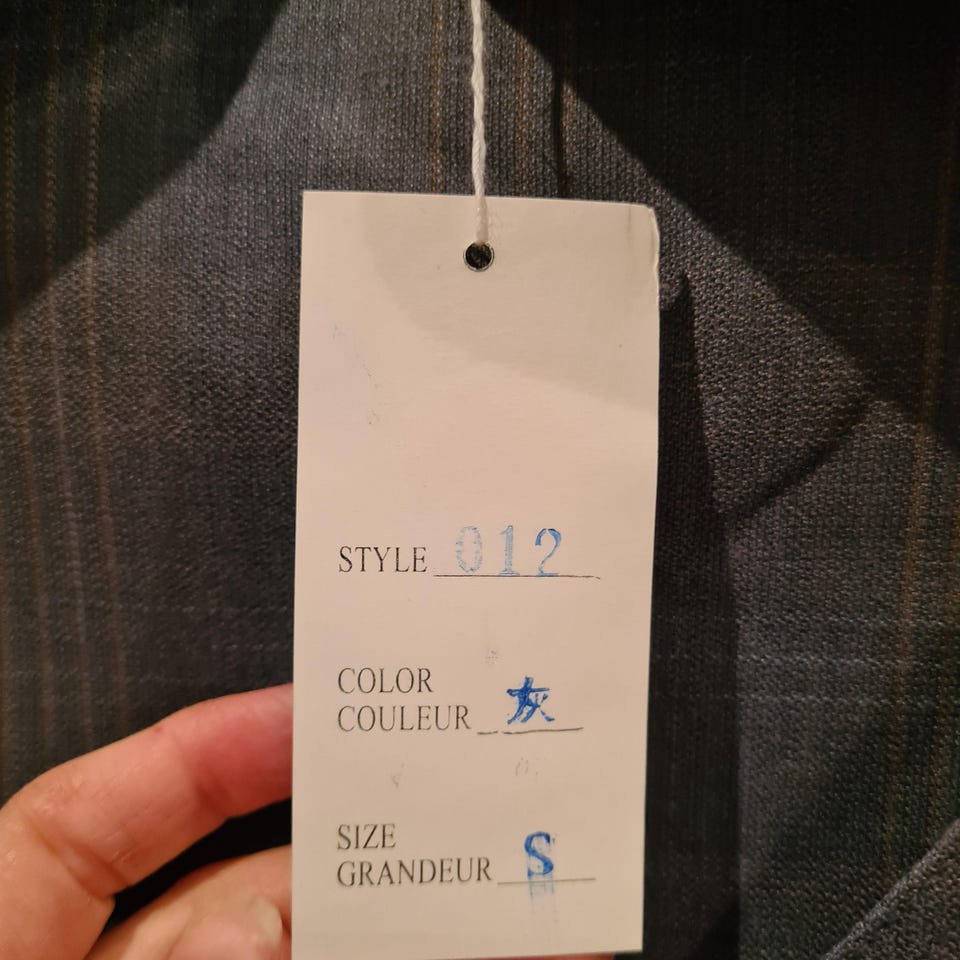 STYLE 012
COLOR
COULEUR 灰
SIZE
GRANDEUR S